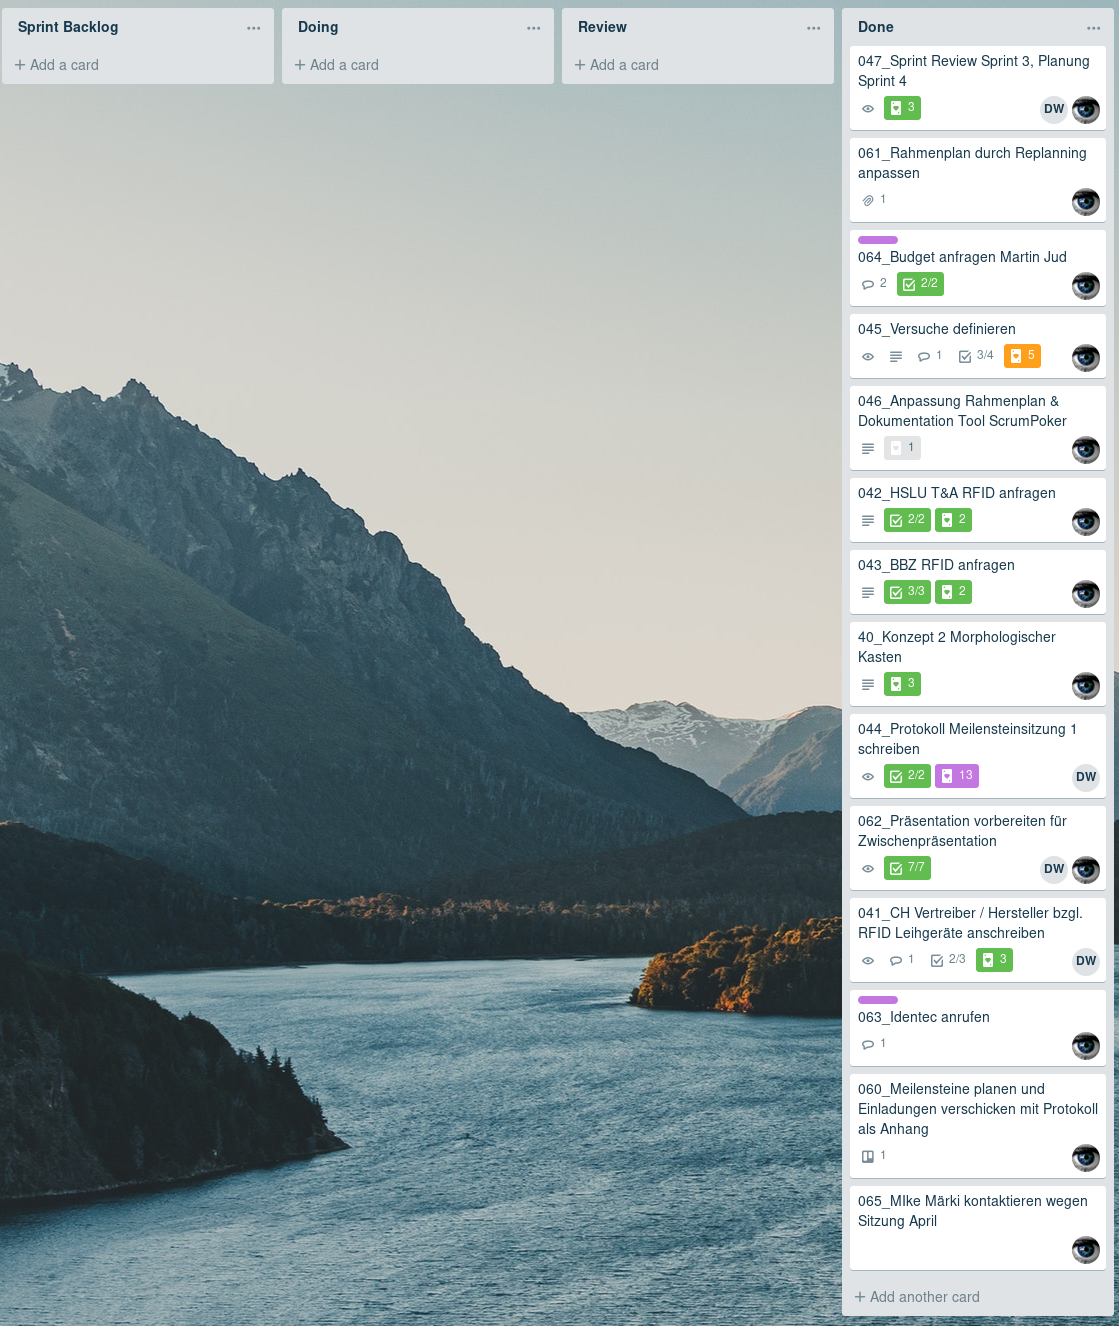 Sprint Backlog
+ Add a card
Doing
+ Add a card
Review
+ Add a card
Done
047_Sprint Review Sprint 3, Planung
Sprint 4
3
DW
061_Rahmenplan durch Replanning
anpassen
1
064_Budget anfragen Martin Jud
2 2/2
045_Versuche definieren
1 3/4 5
046_Anpassung Rahmenplan &
Dokumentation Tool ScrumPoker
1
042_HSLU T&A RFID anfragen
2/2 2
043_BBZ RFID anfragen
3/3 2
40_Konzept 2 Morphologischer
Kasten
3
044_Protokoll Meilensteinsitzung 1
schreiben
2/2 13
DW
062_Präsentation vorbereiten für
Zwischenpräsentation
7/7
DW
041_CH Vertreiber / Hersteller bzgl.
RFID Leihgeräte anschreiben
1 2/3 3
DW
063_Identec anrufen
1
060_Meilensteine planen und
Einladungen verschicken mit Protokoll
als Anhang
1
065_MIke Märki kontaktieren wegen
Sitzung April
+ Add another card